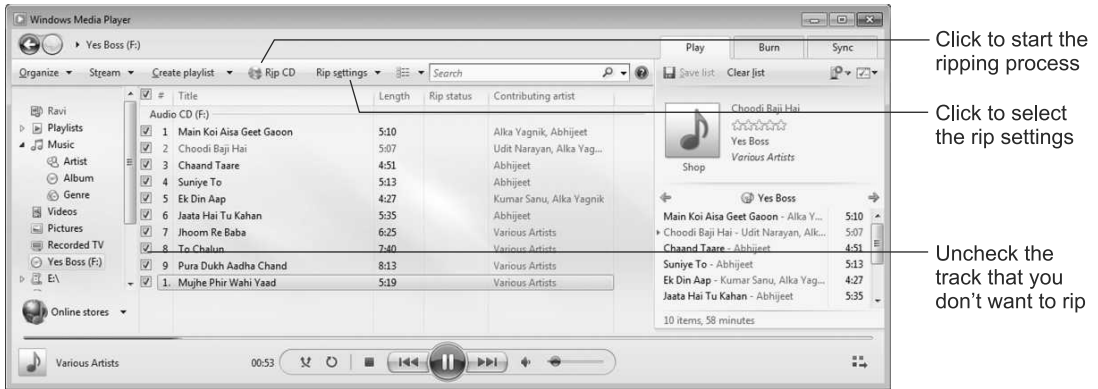 Windows Media Player
Yes Boss (F:)
Play Burn Sync
Organize Stream Create playlist Rip CD Rip settings Search Save list Clear list
# Title Length Rip status Contributing artist
Audio CD (F:)
1 Main Koi Aisa Geet Gaoon 5:10 Alka Yagnik, Abhijeet
2 Choodi Baji Hai 5:07 Udit Narayan, Alka Yag...
3 Chaand Taare 4:51 Abhijeet
4 Suniye To 5:13 Abhijeet
5 Ek Din Aap 4:27 Kumar Sanu, Alka Yagnik
6 Jaata Hai Tu Kahan 5:35 Abhijeet
7 Jhoom Re Baba 6:25 Various Artists
8 To Chalun 7:40 Various Artists
9 Pura Dukh Aadha Chand 8:13 Various Artists
1. Mujhe Phir Wahi Yaad 5:19 Various Artists
Ravi
Playlists
Music
Artist
Album
Genre
Videos
Pictures
Recorded TV
Yes Boss (F:)
E:\
Online stores
Choodi Baji Hai
Yes Boss
Various Artists
Shop
Yes Boss
Main Koi Aisa Geet Gaoon - Alka Y... 5:10
Choodi Baji Hai - Udit Narayan, Alk... 5:07
Chaand Taare - Abhijeet 4:51
Suniye To - Abhijeet 5:13
Ek Din Aap - Kumar Sanu, Alka Yag... 4:27
Jaata Hai Tu Kahan - Abhijeet 5:35
10 items, 58 minutes
Various Artists 00:53
Click to start the
ripping process
Click to select
the rip settings
Uncheck the
track that you
don't want to rip